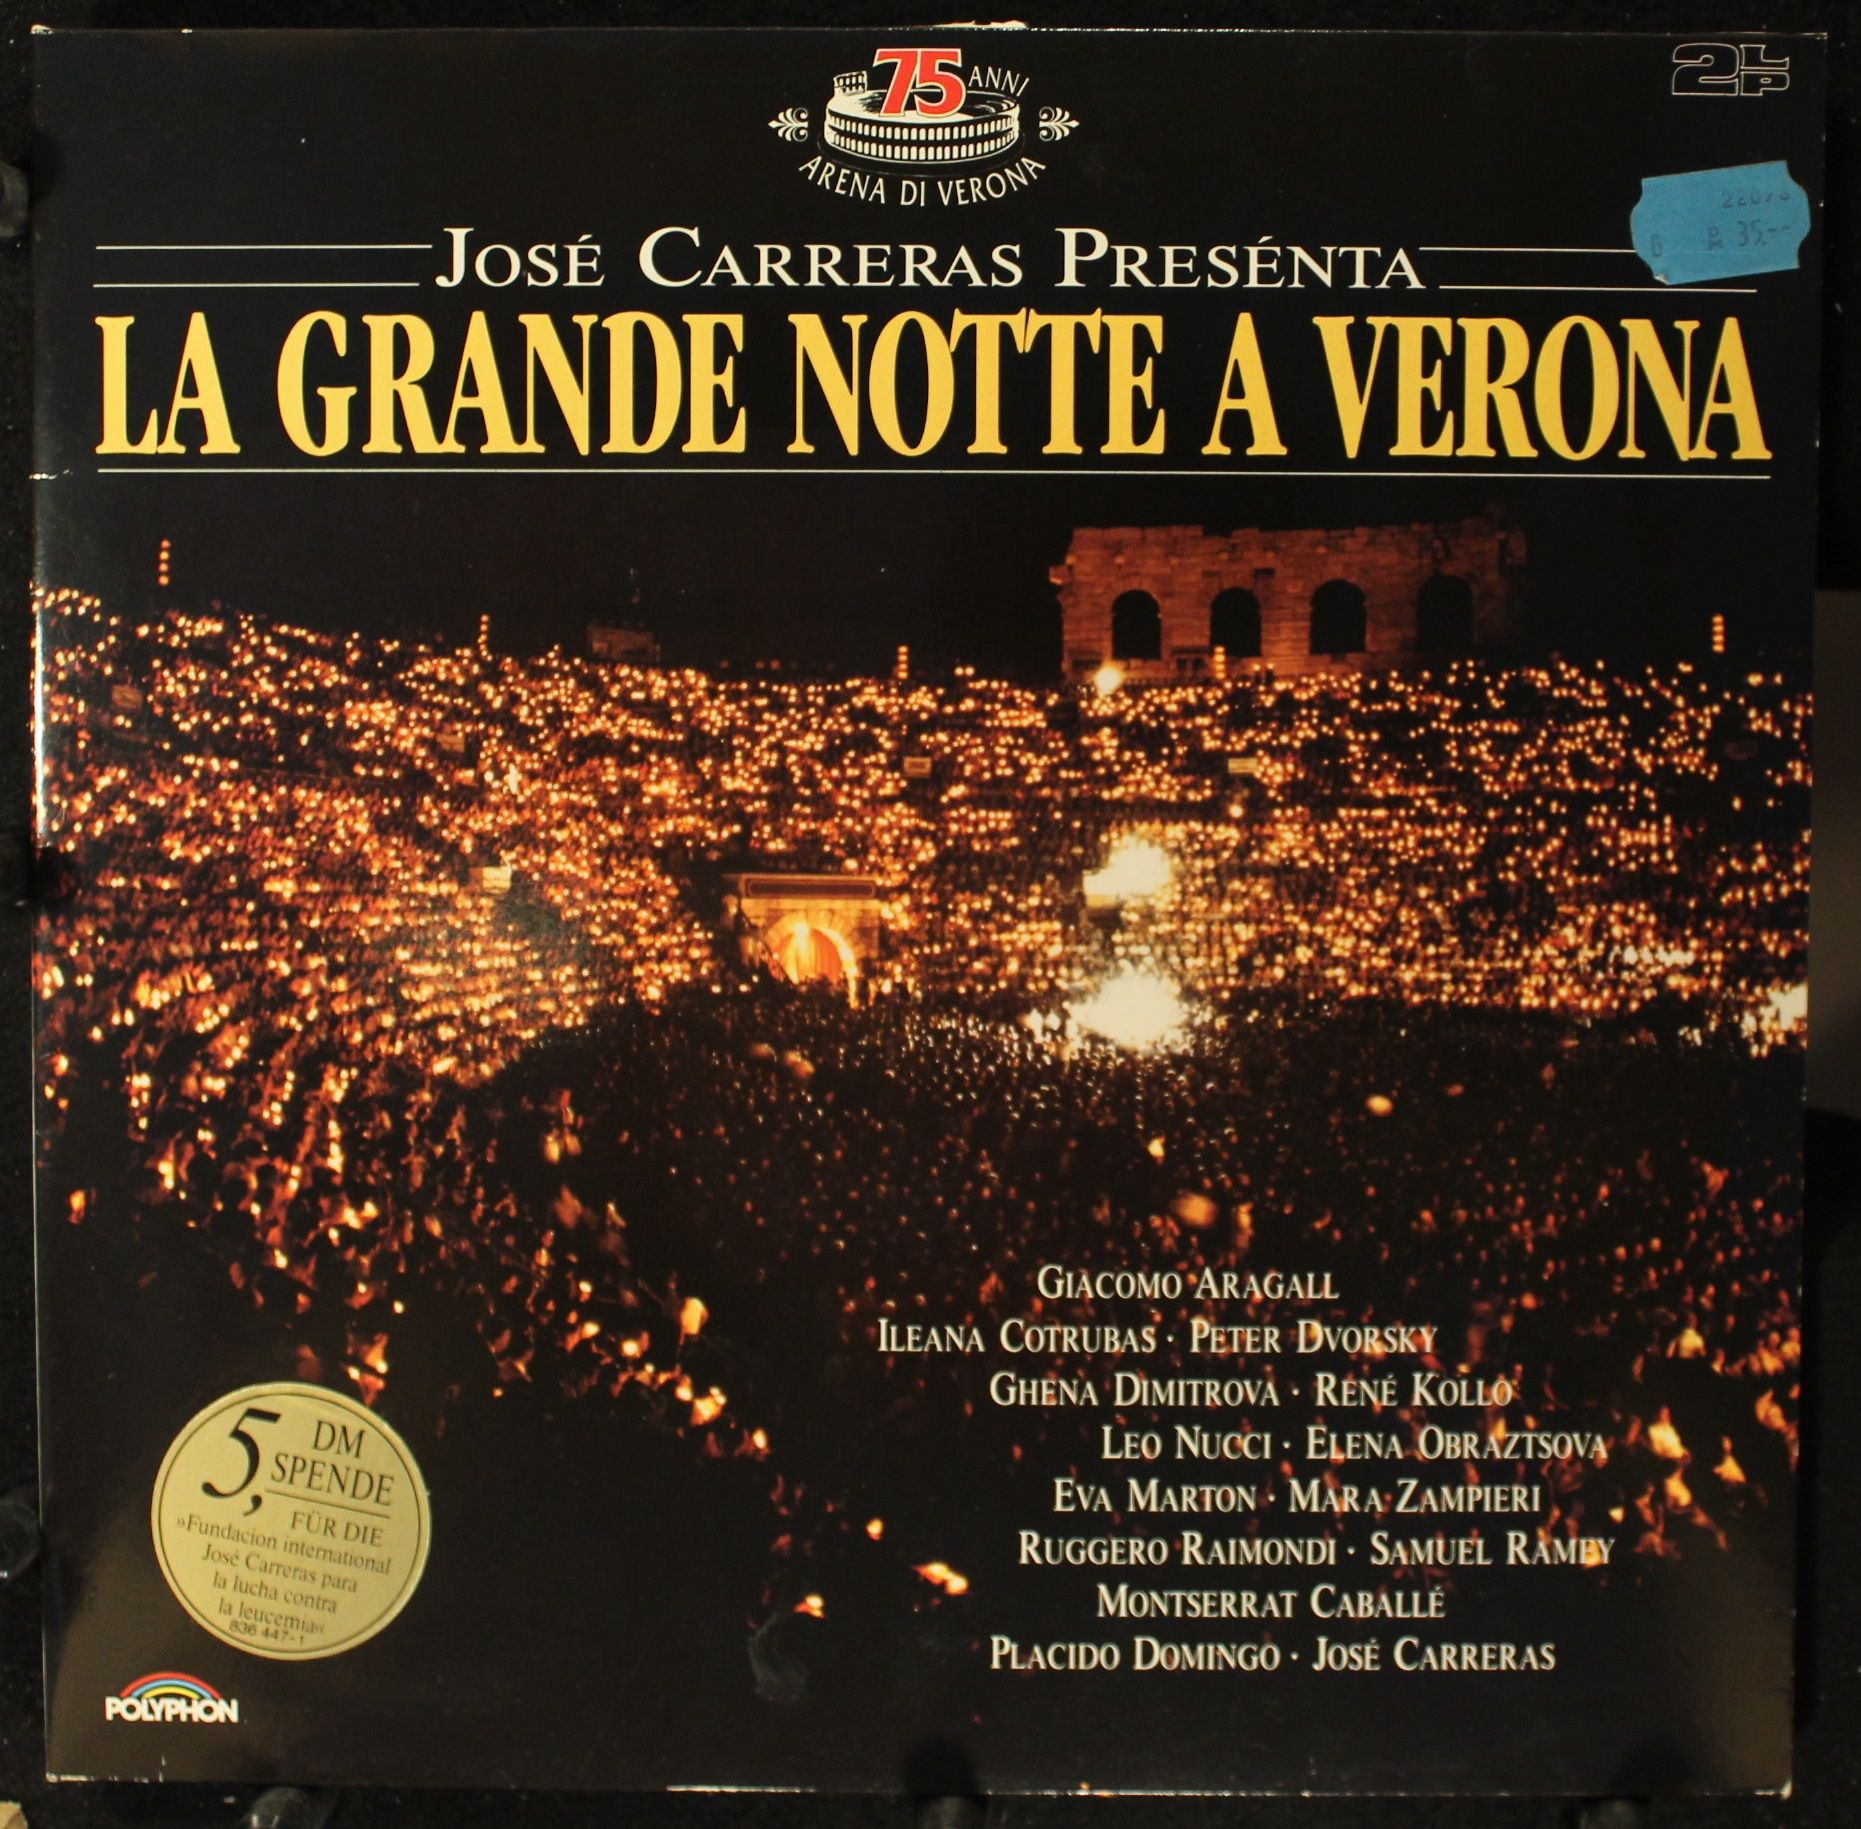 75 ANNI
ARENA DI VERONA
2LP
JOSÉ CARRERAS PRESÉNTA
DM 35.--
6
LA GRANDE NOTTE A VERONA
GIACOMO ARAGALL
ILEANA COTRUBAS · PETER DVORSKY
GHENA DIMITROVA · RENÉ KOLLO
LEO NUCCI · ELENA OBRAZTSOVA
EVA MARTON · MARA ZAMPIERI
RUGGERO RAIMONDI · SAMUEL RAMEY
MONTSERRAT CABALLÉ
PLACIDO DOMINGO · JOSÉ CARRERAS
5, DM
SPENDE
FÜR DIE
»Fundacion international
José Carreras para
la lucha contra
la leucemia«
836 447-1
POLYPHON